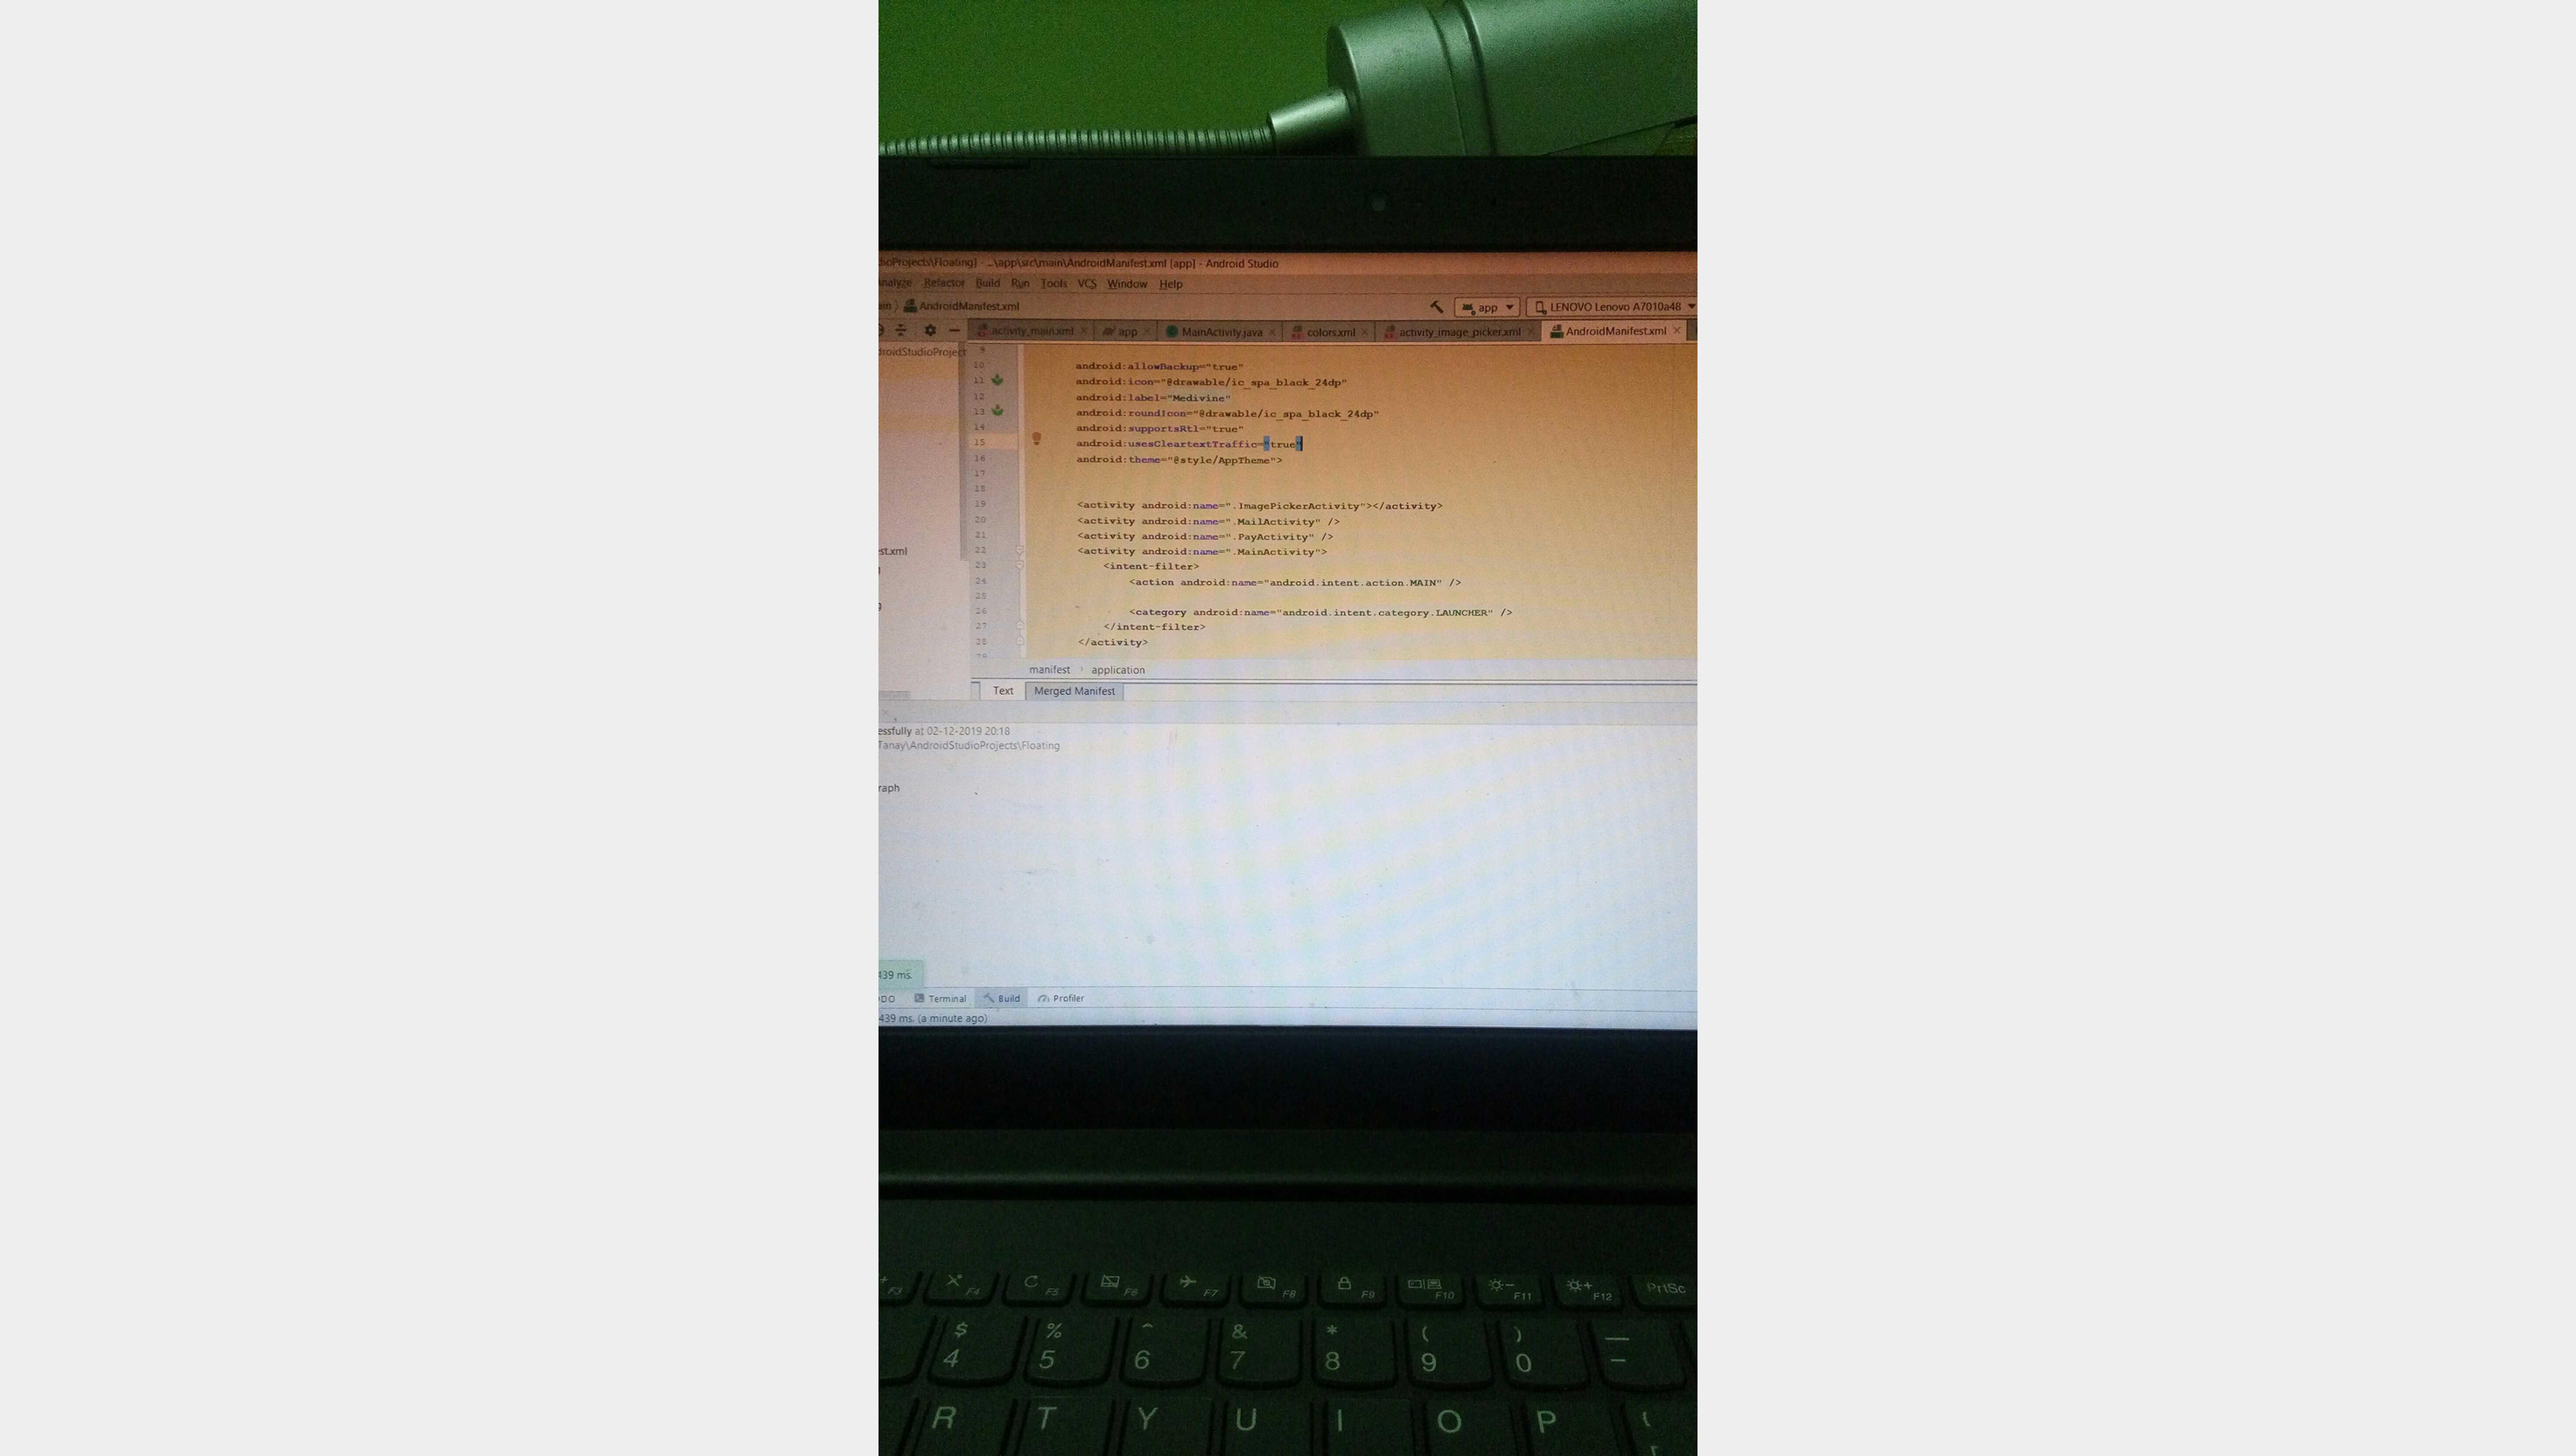 ioProjects\Floating] - ...\app\src\main\AndroidManifest.xml [app] - Android Studio
nalyze Refactor Build Run Tools VCS Window Help
in AndroidManifest.xml app LENOVO Lenovo A7010a48
activity_main.xml app MainActivity.java colors.xml activity_image_picker.xml AndroidManifest.xml
droidStudioProject
9
10 android:allowBackup="true"
11 android:icon="@drawable/ic_spa_black_24dp"
12 android:label="Medivine"
13 android:roundIcon="@drawable/ic_spa_black_24dp"
14 android:supportsRtl="true"
15 android:usesCleartextTraffic="true"
16 android:theme="@style/AppTheme">
17
18
19 <activity android:name=".ImagePickerActivity"></activity>
20 <activity android:name=".MailActivity" />
21 <activity android:name=".PayActivity" />
st.xml
22 <activity android:name=".MainActivity">
23 <intent-filter>
24 <action android:name="android.intent.action.MAIN" />
25
26 <category android:name="android.intent.category.LAUNCHER" />
27 </intent-filter>
28 </activity>
29
manifest › application
Text Merged Manifest
essfully at 02-12-2019 20:18
Tanay\AndroidStudioProjects\Floating
raph
439 ms.
DO Terminal Build Profiler
439 ms. (a minute ago)
+ F3 F4 F5 F6 F7 F8 F9 F10 - F11 + F12 PrtSc
$ % ^ & * ( ) —
4 5 6 7 8 9 0 -
R T Y U I O P {
[